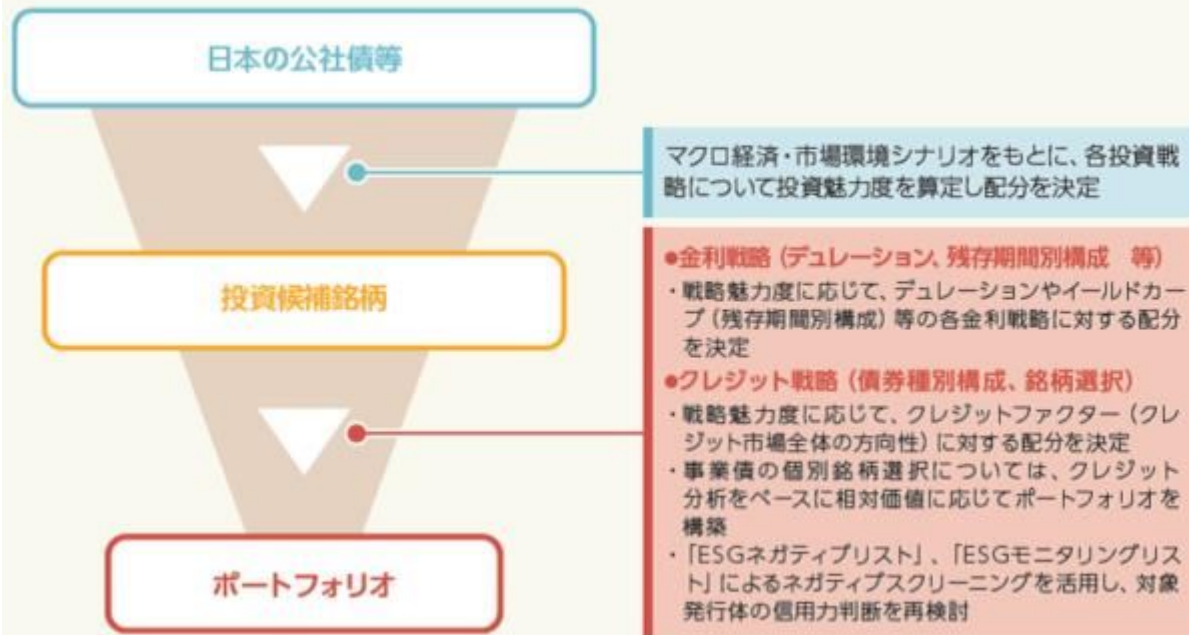 日本の公社債等
マクロ経済・市場環境シナリオをもとに、各投資戦
略について投資魅力度を算定し配分を決定
投資候補銘柄
●金利戦略（デュレーション、残存期間別構成　等）
・戦略魅力度に応じて、デュレーションやイールドカー
ブ（残存期間別構成）等の各金利戦略に対する配分
を決定
●クレジット戦略（債券種別構成、銘柄選択）
・戦略魅力度に応じて、クレジットファクター（クレ
ジット市場全体の方向性）に対する配分を決定
・事業債の個別銘柄選択については、クレジット
分析をベースに相対価値に応じてポートフォリオを
構築
・「ESGネガティブリスト」、「ESGモニタリングリス
ト」によるネガティブスクリーニングを活用し、対象
発行体の信用力判断を再検討
ポートフォリオ